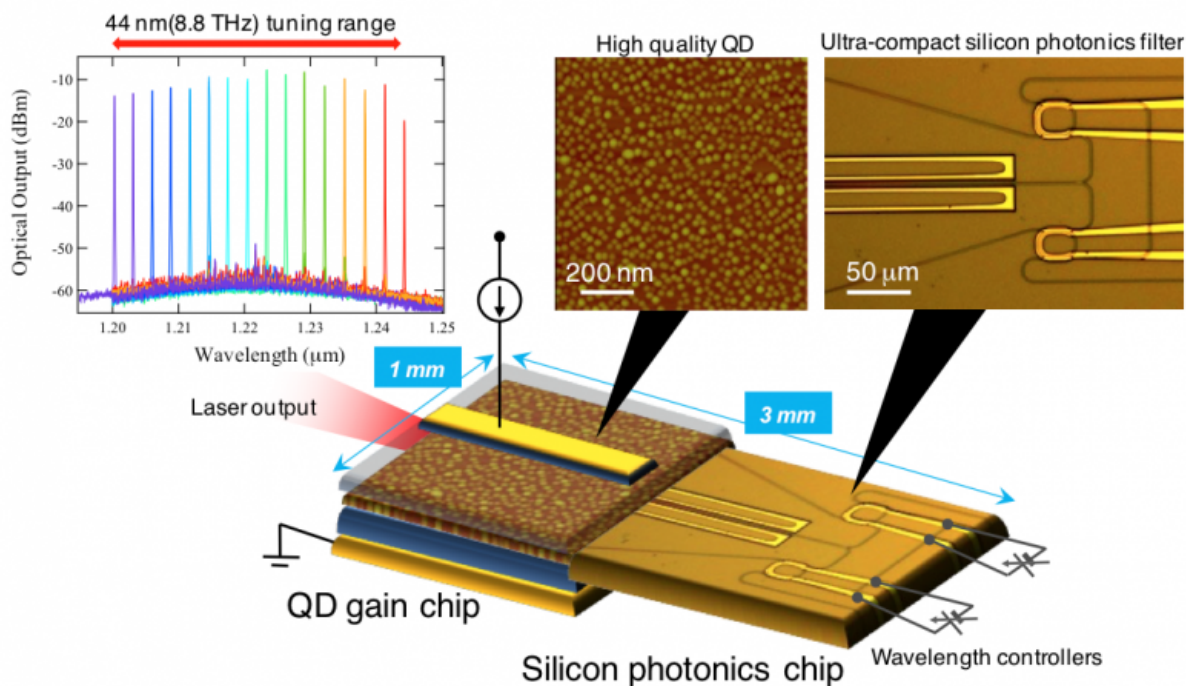 44 nm(8.8 THz) tuning range
High quality QD
Ultra-compact silicon photonics filter
Optical Output (dBm)
-10
-20
-30
-40
-50
-60
1.20
1.21
1.22
1.23
1.24
1.25
Wavelength (μm)
200 nm
50 μm
1 mm
3 mm
Laser output
QD gain chip
Silicon photonics chip
Wavelength controllers